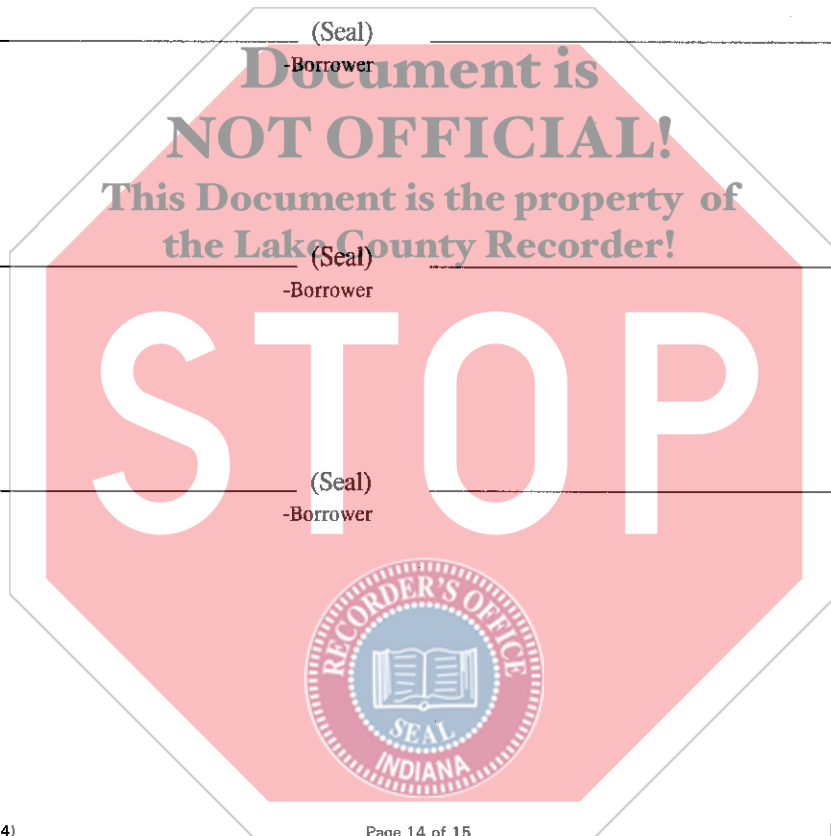 (Seal)
-Borrower
Document is
NOT OFFICIAL!
This Document is the property of
the Lake County Recorder!
(Seal)
-Borrower
STOP
(Seal)
-Borrower
RECORDER'S OFFICE
SEAL
INDIANA
4)
Page 14 of 15